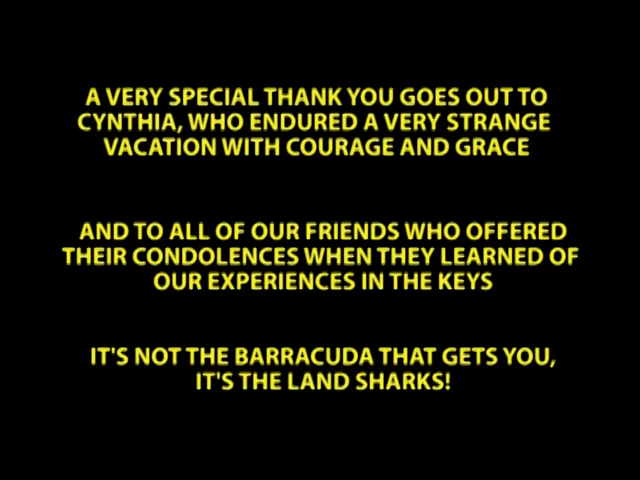 A VERY SPECIAL THANK YOU GOES OUT TO
CYNTHIA, WHO ENDURED A VERY STRANGE
VACATION WITH COURAGE AND GRACE
AND TO ALL OF OUR FRIENDS WHO OFFERED
THEIR CONDOLENCES WHEN THEY LEARNED OF
OUR EXPERIENCES IN THE KEYS
IT'S NOT THE BARRACUDA THAT GETS YOU,
IT'S THE LAND SHARKS!